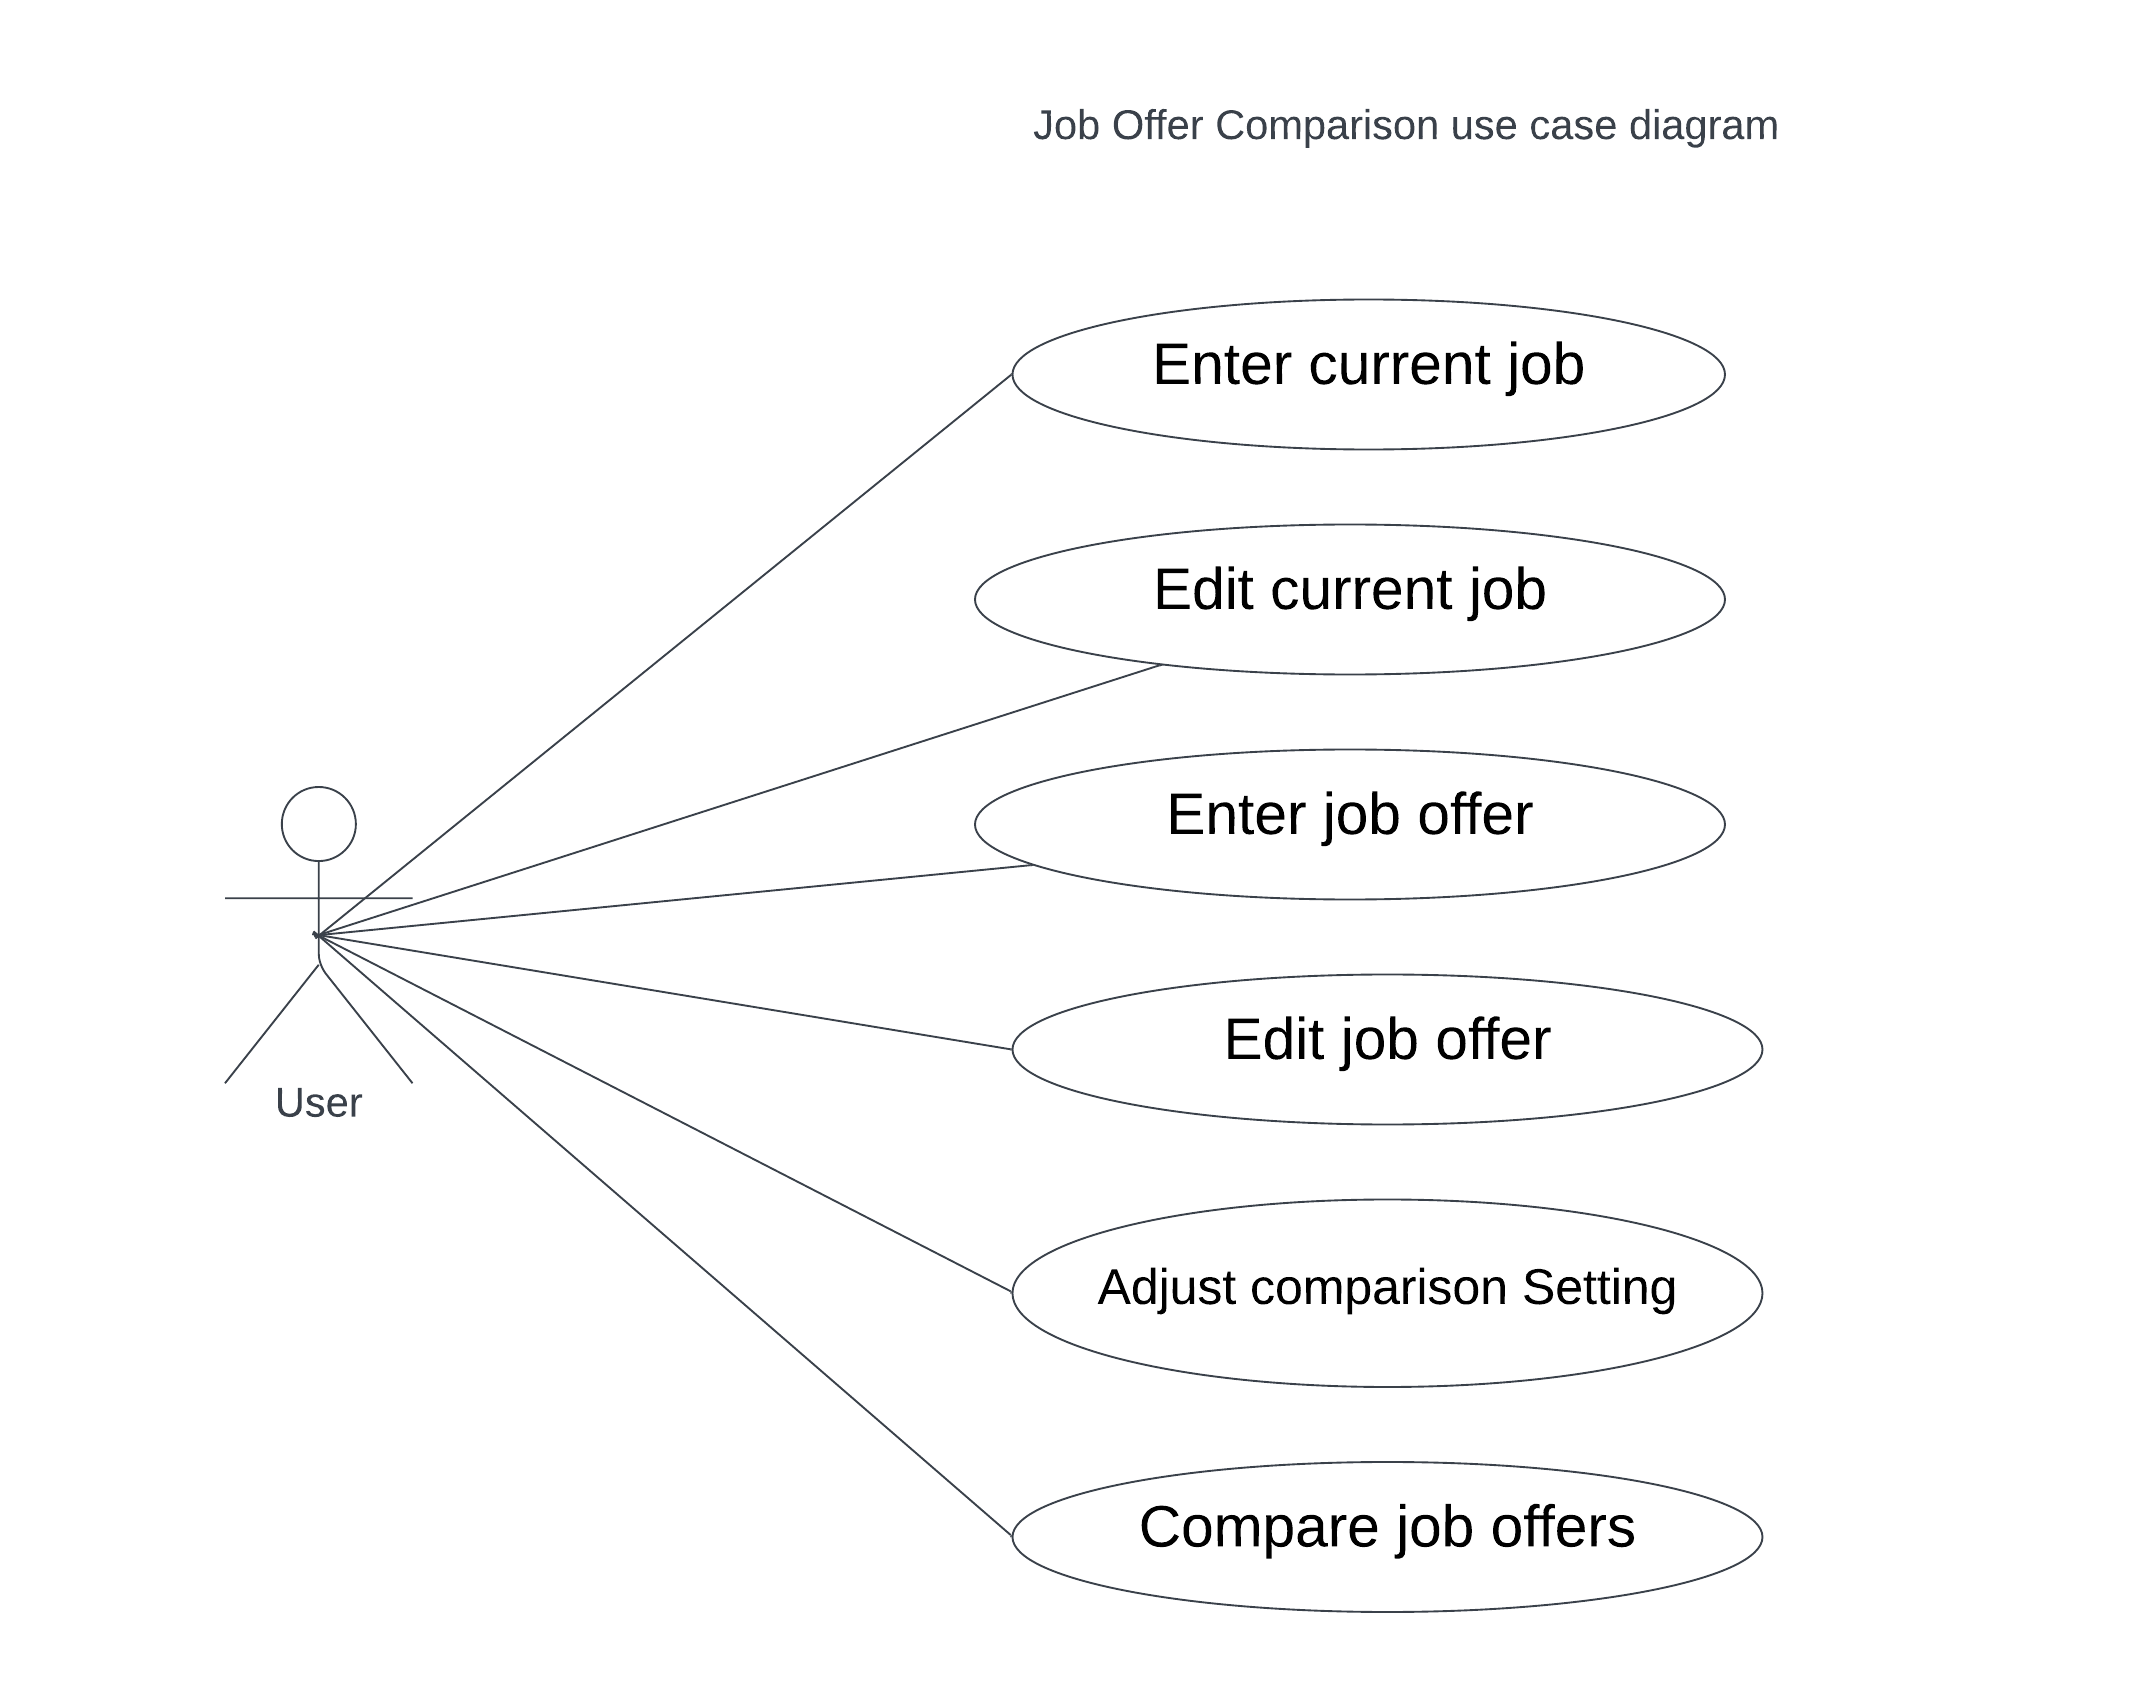 Job Offer Comparison use case diagram
Enter current job
Edit current job
Enter job offer
Edit job offer
User
Adjust comparison Setting
Compare job offers